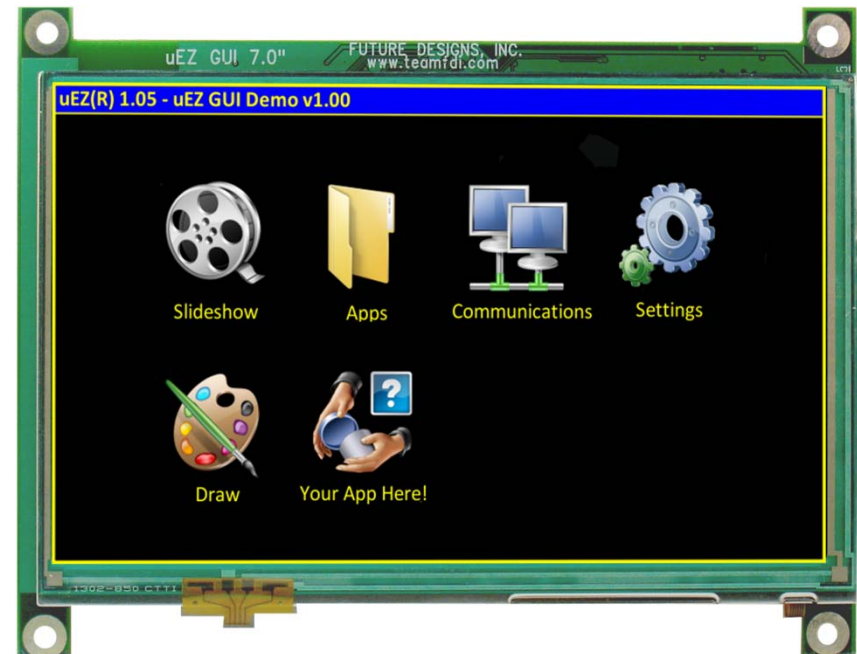 uEZ GUI 7.0"
FUTURE DESIGNS, INC.
www.teamfdi.com
uEZ(R) 1.05 - uEZ GUI Demo v1.00
Slideshow
Apps
Communications
Settings
?
Draw
Your App Here!